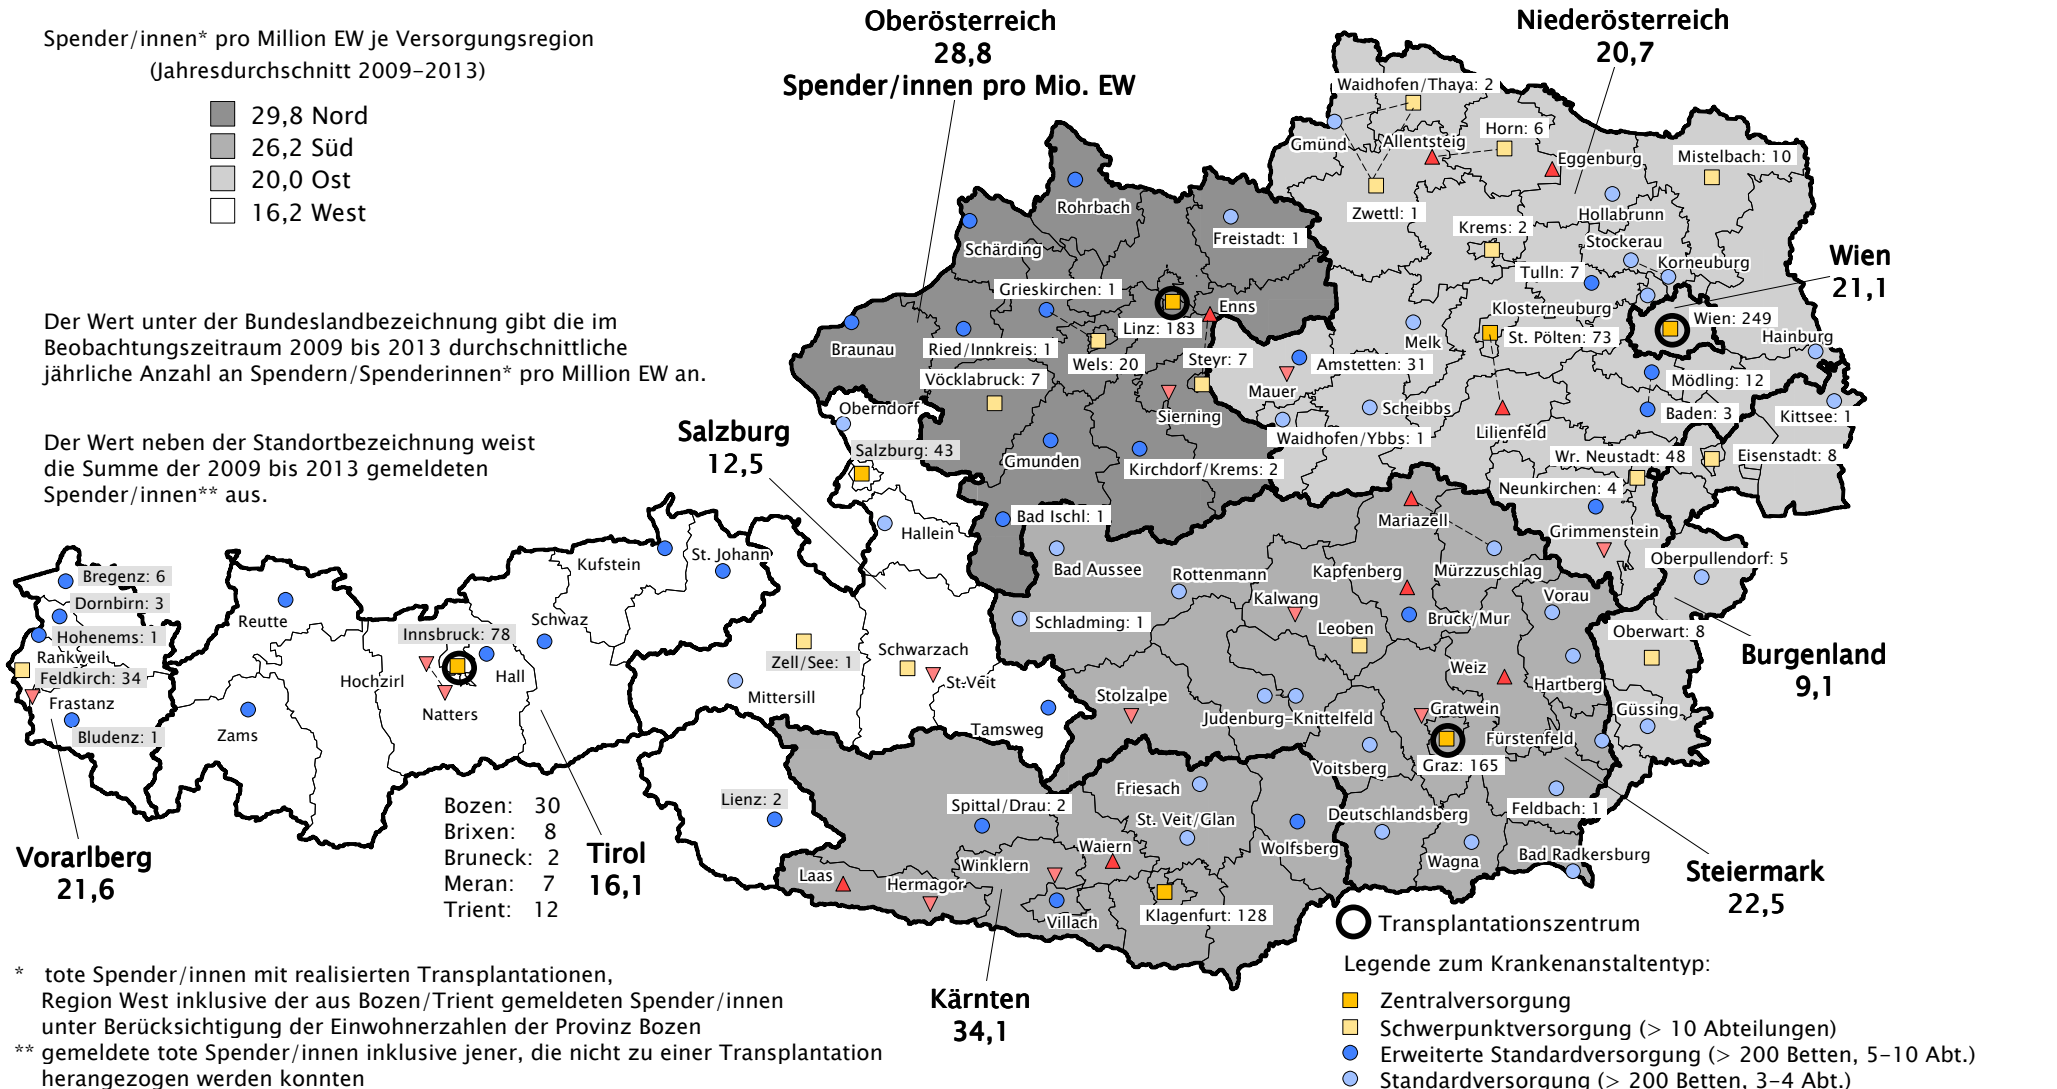 Spender/innen* pro Million EW je Versorgungsregion
(Jahresdurchschnitt 2009–2013)
29,8 Nord
26,2 Süd
20,0 Ost
16,2 West
Der Wert unter der Bundeslandbezeichnung gibt die im
Beobachtungszeitraum 2009 bis 2013 durchschnittliche
jährliche Anzahl an Spendern/Spenderinnen* pro Million EW an.
Der Wert neben der Standortbezeichnung weist
die Summe der 2009 bis 2013 gemeldeten
Spender/innen** aus.
Oberösterreich
28,8
Spender/innen pro Mio. EW
Niederösterreich
20,7
Wien
21,1
Salzburg
12,5
Burgenland
9,1
Steiermark
22,5
Kärnten
34,1
Tirol
16,1
Vorarlberg
21,6
Waidhofen/Thaya: 2
Gmünd
Allentsteig
Horn: 6
Eggenburg
Mistelbach: 10
Zwettl: 1
Hollabrunn
Krems: 2
Stockerau
Korneuburg
Tulln: 7
Klosterneuburg
Wien: 249
Hainburg
Melk
St. Pölten: 73
Amstetten: 31
Mauer
Mödling: 12
Baden: 3
Scheibbs
Lilienfeld
Waidhofen/Ybbs: 1
Wr. Neustadt: 48
Neunkirchen: 4
Grimmenstein
Kittsee: 1
Eisenstadt: 8
Oberpullendorf: 5
Oberwart: 8
Güssing
Rohrbach
Schärding
Freistadt: 1
Grieskirchen: 1
Enns
Linz: 183
Braunau
Ried/Innkreis: 1
Wels: 20
Steyr: 7
Vöcklabruck: 7
Sierning
Gmunden
Kirchdorf/Krems: 2
Bad Ischl: 1
Oberndorf
Salzburg: 43
Hallein
Zell/See: 1
Schwarzach
St.Veit
Mittersill
Tamsweg
Mariazell
Bad Aussee
Rottenmann
Kapfenberg
Mürzzuschlag
Kalwang
Vorau
Schladming: 1
Leoben
Bruck/Mur
Weiz
Hartberg
Stolzalpe
Judenburg–Knittelfeld
Gratwein
Fürstenfeld
Voitsberg
Graz: 165
Feldbach: 1
Deutschlandsberg
Wagna
Bad Radkersburg
Friesach
Spittal/Drau: 2
St. Veit/Glan
Wolfsberg
Waiern
Winklern
Laas
Hermagor
Villach
Klagenfurt: 128
Kufstein
St. Johann
Reutte
Schwaz
Innsbruck: 78
Hall
Hochzirl
Natters
Zams
Lienz: 2
Bregenz: 6
Dornbirn: 3
Hohenems: 1
Rankweil
Feldkirch: 34
Frastanz
Bludenz: 1
Bozen: 30
Brixen: 8
Bruneck: 2
Meran: 7
Trient: 12
* tote Spender/innen mit realisierten Transplantationen,
Region West inklusive der aus Bozen/Trient gemeldeten Spender/innen
unter Berücksichtigung der Einwohnerzahlen der Provinz Bozen
** gemeldete tote Spender/innen inklusive jener, die nicht zu einer Transplantation
herangezogen werden konnten
Transplantationszentrum
Legende zum Krankenanstaltentyp:
Zentralversorgung
Schwerpunktversorgung (> 10 Abteilungen)
Erweiterte Standardversorgung (> 200 Betten, 5–10 Abt.)
Standardversorgung (> 200 Betten, 3–4 Abt.)